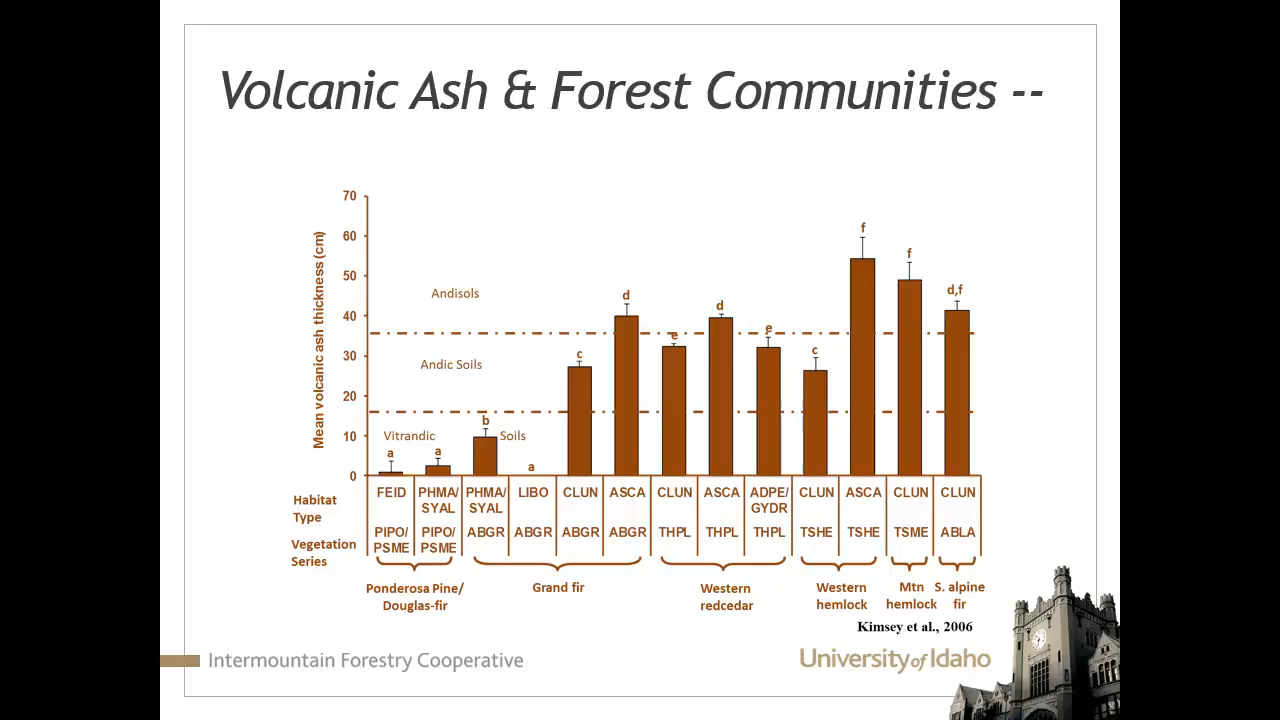 Volcanic Ash & Forest Communities --
Mean volcanic ash thickness (cm)
70
60
50
40
30
20
10
0
Andisols
Andic Soils
Vitrandic Soils
a
a
b
a
c
d
e
d
e
c
f
f
d,f
Habitat Type
FEID
PHMA/SYAL
PHMA/SYAL
LIBO
CLUN
ASCA
CLUN
ASCA
ADPE/GYDR
CLUN
ASCA
CLUN
CLUN
Vegetation Series
PIPO/PSME
PIPO/PSME
ABGR
ABGR
ABGR
ABGR
THPL
THPL
THPL
TSHE
TSHE
TSME
ABLA
Ponderosa Pine/
Douglas-fir
Grand fir
Western
redcedar
Western
hemlock
Mtn
hemlock
S. alpine
fir
Kimsey et al., 2006
Intermountain Forestry Cooperative
University of Idaho